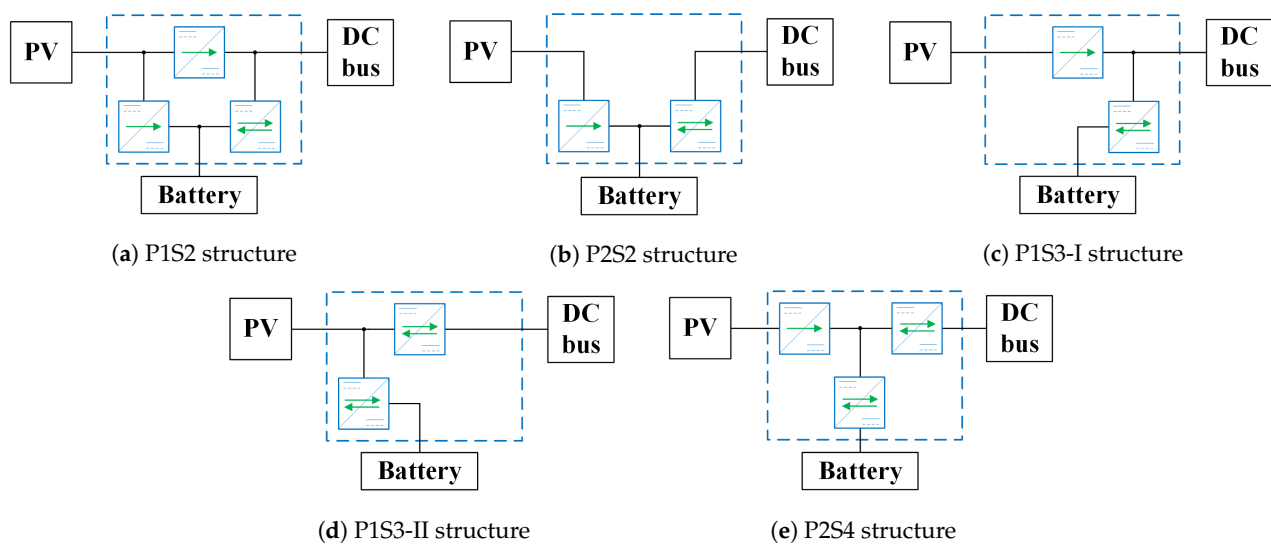 PV
DC
bus
Battery
(a) P1S2 structure
PV
DC
bus
Battery
(b) P2S2 structure
PV
DC
bus
Battery
(c) P1S3-I structure
PV
DC
bus
Battery
(d) P1S3-II structure
PV
DC
bus
Battery
(e) P2S4 structure